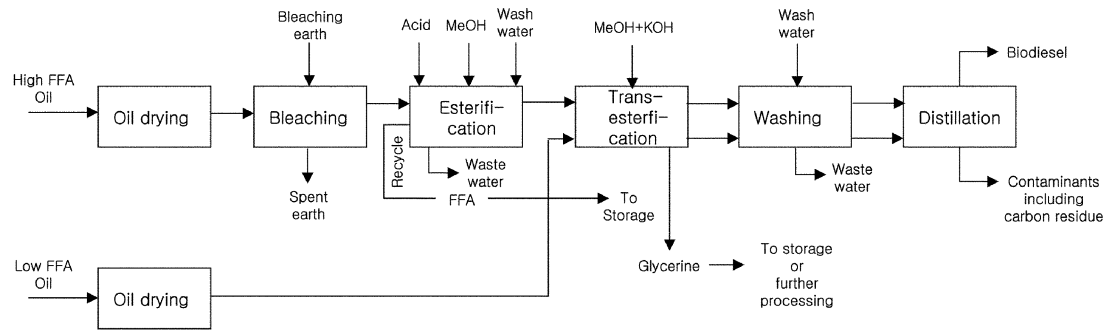 Bleaching
earth
Acid
MeOH
Wash
water
MeOH+KOH
Wash
water
Biodiesel
High FFA
Oil
Oil drying
Bleaching
Esterifi-
cation
Trans-
esterfi-
cation
Washing
Distillation
Recycle
Waste
water
Waste
water
Spent
earth
FFA
To
Storage
Contaminants
including
carbon residue
Low FFA
Oil
Oil drying
Glycerine
To storage
or
further
processing